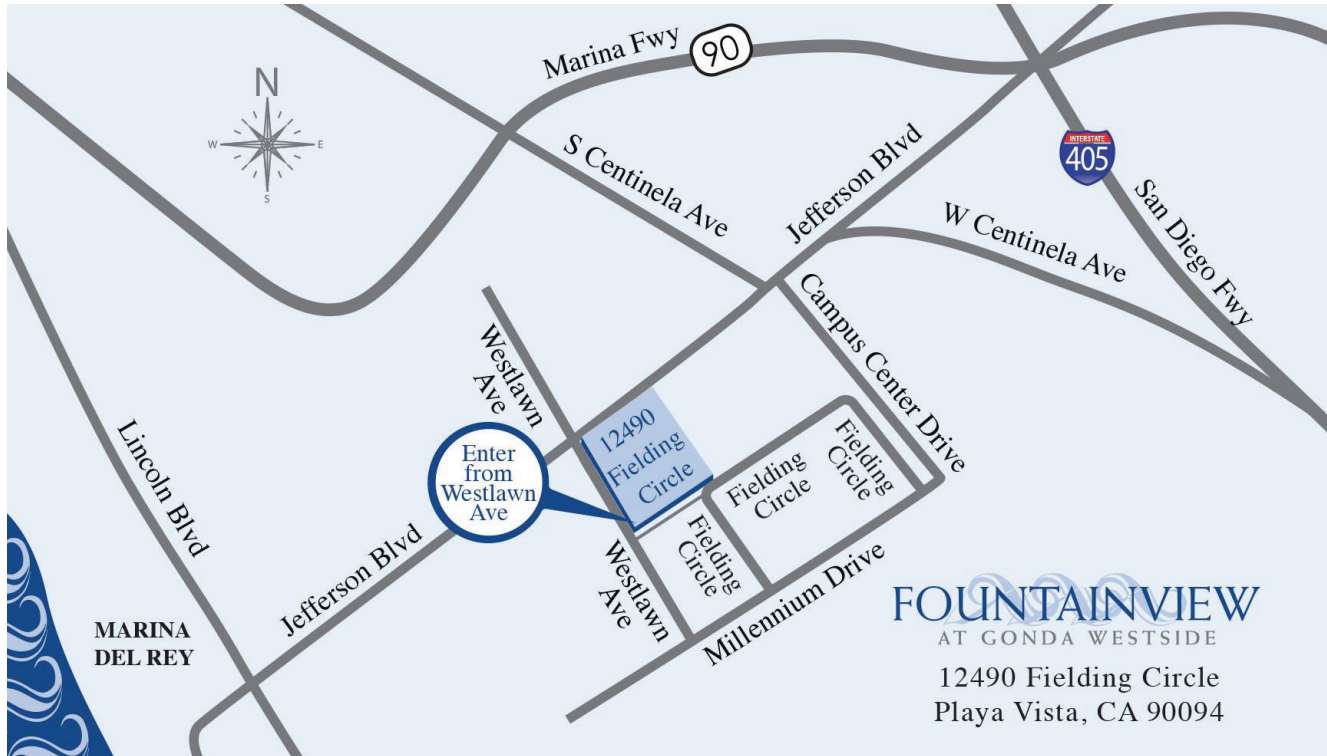 Marina Fwy
90
N
W
E
S
S Centinela Ave
Jefferson Blvd
INTERSTATE
405
San Diego Fwy
W Centinela Ave
Campus Center Drive
Westlawn
Ave
12490
Fielding
Circle
Enter
from
Westlawn
Ave
Fielding
Circle
Fielding
Circle
Fielding
Circle
Lincoln Blvd
Jefferson Blvd
Westlawn
Ave
Millennium Drive
MARINA
DEL REY
FOUNTAINVIEW
AT GONDA WESTSIDE
12490 Fielding Circle
Playa Vista, CA 90094